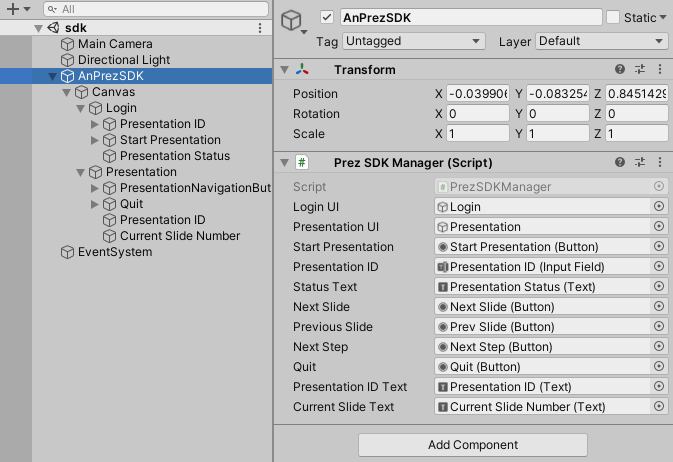 All
sdk
Main Camera
Directional Light
AnPrezSDK
Canvas
Login
Presentation ID
Start Presentation
Presentation Status
Presentation
PresentationNavigationBut
Quit
Presentation ID
Current Slide Number
EventSystem
AnPrezSDK
Static
Tag Untagged Layer Default
Transform
Position X -0.039906 Y -0.083254 Z 0.8451429
Rotation X 0 Y 0 Z 0
Scale X 1 Y 1 Z 1
# Prez SDK Manager (Script)
Script # PrezSDKManager
Login UI Login
Presentation UI Presentation
Start Presentation Start Presentation (Button)
Presentation ID Presentation ID (Input Field)
Status Text Presentation Status (Text)
Next Slide Next Slide (Button)
Previous Slide Prev Slide (Button)
Next Step Next Step (Button)
Quit Quit (Button)
Presentation ID Text Presentation ID (Text)
Current Slide Text Current Slide Number (Text)
Add Component